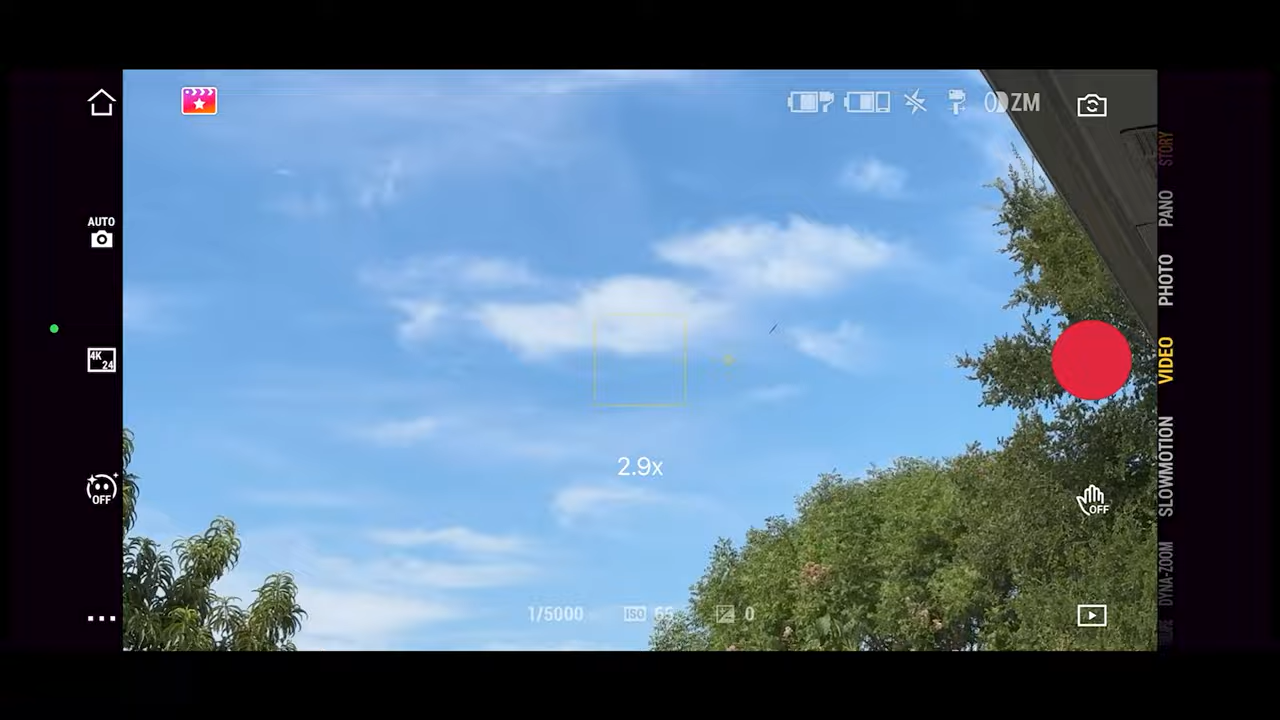 ZM
AUTO
4K
24
OFF
2.9x
1/5000
ISO 66
0
STORY
PANO
PHOTO
VIDEO
SLOWMOTION
DYNA-ZOOM
OFF